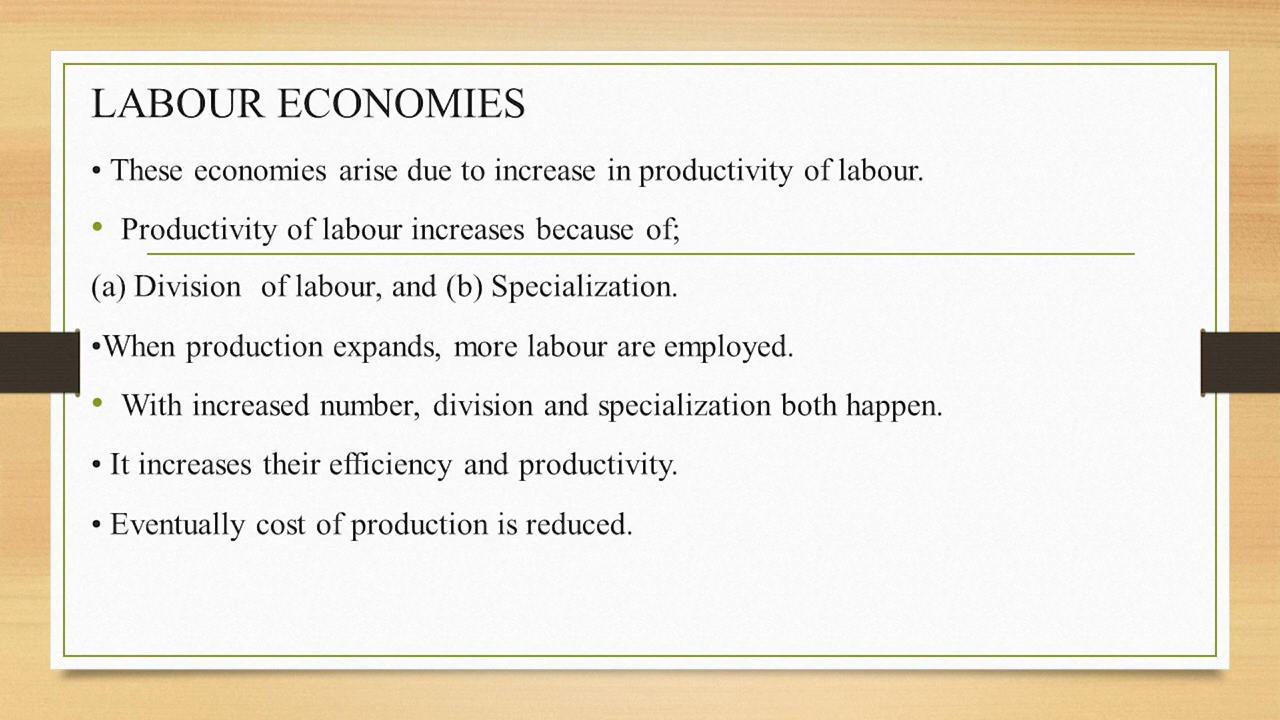 LABOUR ECONOMIES
• These economies arise due to increase in productivity of labour.
• Productivity of labour increases because of;
(a) Division of labour, and (b) Specialization.
•When production expands, more labour are employed.
• With increased number, division and specialization both happen.
• It increases their efficiency and productivity.
• Eventually cost of production is reduced.